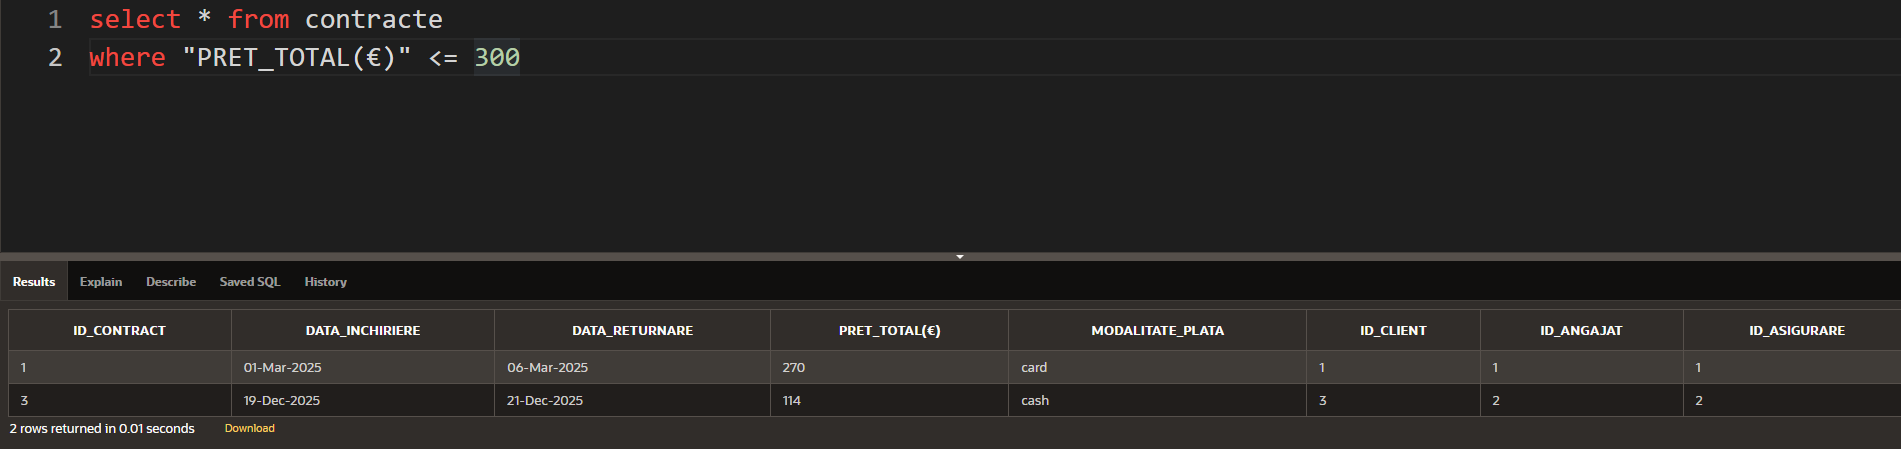 1 select * from contracte
2 where "PRET_TOTAL(€)" <= 300
Results Explain Describe Saved SQL History
ID_CONTRACT DATA_INCHIRIERE DATA_RETURNARE PRET_TOTAL(€) MODALITATE_PLATA ID_CLIENT ID_ANGAJAT ID_ASIGURARE
1 01-Mar-2025 06-Mar-2025 270 card 1 1 1
3 19-Dec-2025 21-Dec-2025 114 cash 3 2 2
2 rows returned in 0.01 seconds Download